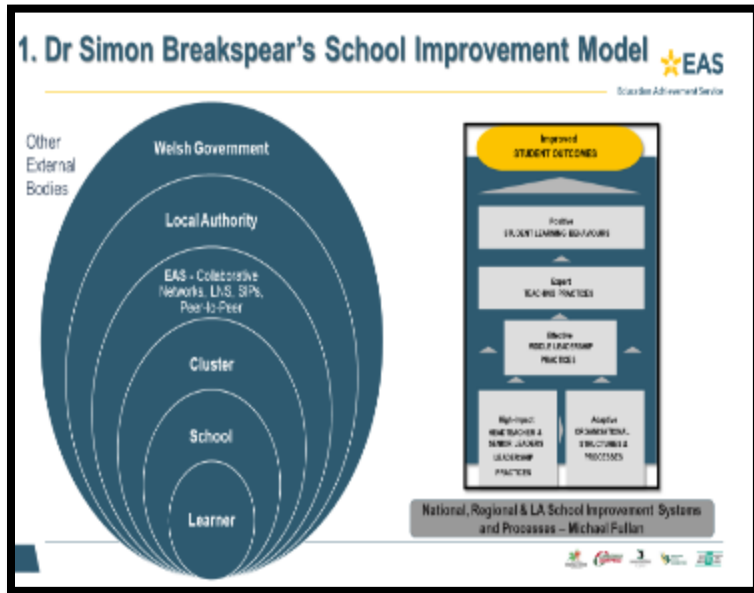 1. Dr Simon Breakspear's School Improvement Model
EAS
Education Achievement Service
Other
External
Bodies
Welsh Government
Local Authority
EAS - Collaborative
Networks, LNS, SIPs,
Peer-to-Peer
Cluster
School
Learner
Improved
STUDENT OUTCOMES
Positive
STUDENT LEARNING BEHAVIOURS
Expert
TEACHING PRACTICES
Effective
MIDDLE LEADERSHIP
PRACTICES
High-Impact
HEADTEACHER &
SENIOR LEADERS
LEADERSHIP
PRACTICES
Adaptive
ORGANISATIONAL
STRUCTURES &
PROCESSES
National, Regional & LA School Improvement Systems
and Processes – Michael Fullan